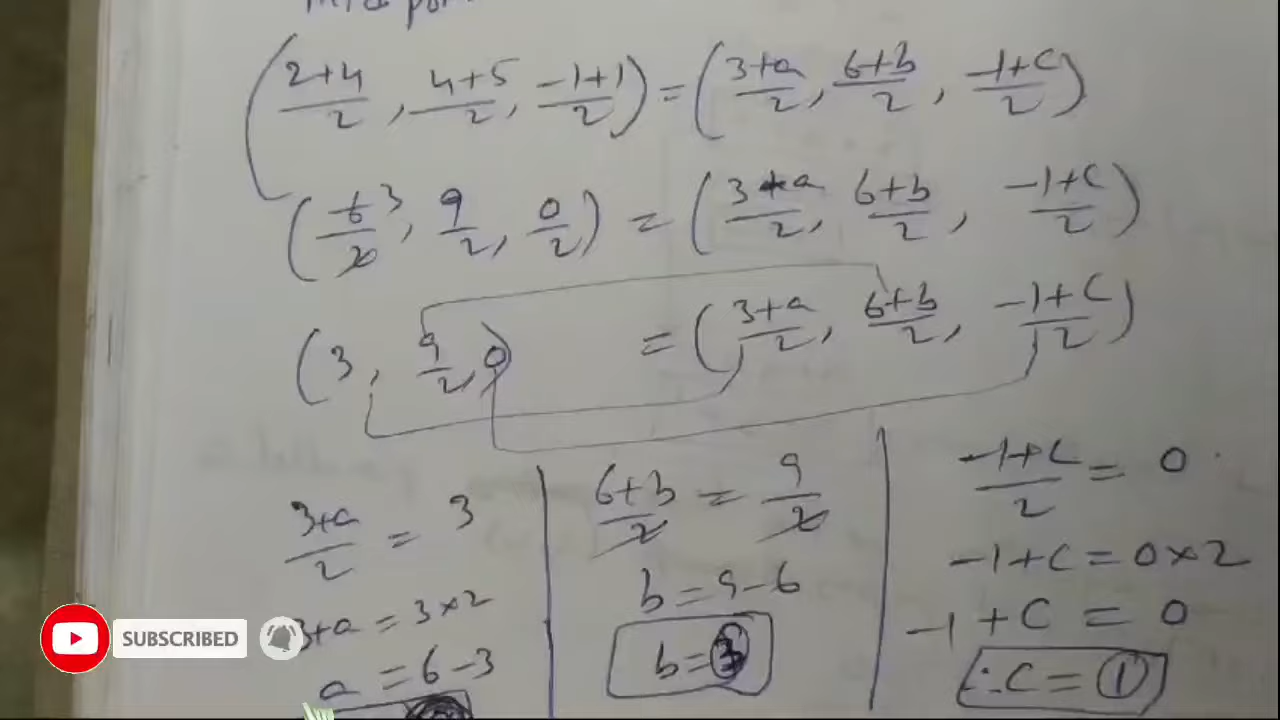 (2+4/2, 4+5/2, -1+1/2) = (3+a/2, 6+b/2, -1+C/2)
(6/2 3, 9/2, 0/2) = (3+a/2, 6+b/2, -1+C/2)
(3, 9/2, 0) = (3+a/2, 6+b/2, -1+C/2)
3+a/2 = 3
3+a = 3×2
a = 6-3
6+b/2 = 9/2
b = 9-6
b = 3
-1+C/2 = 0
-1+C = 0×2
-1+C = 0
∴C = 1
SUBSCRIBED